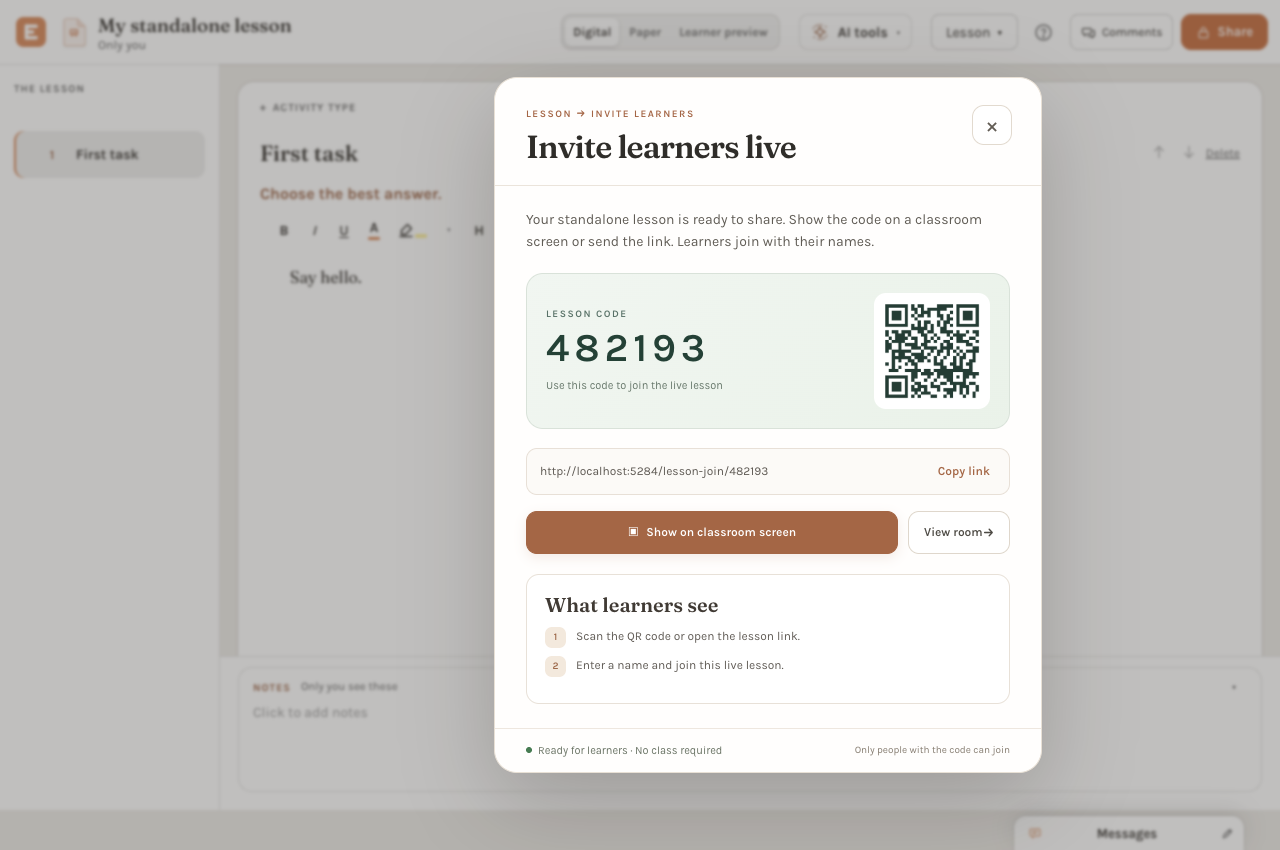 E
My standalone lesson
Only you
Digital
Paper
Learner preview
AI tools
Lesson
Comments
Share
THE LESSON
1 First task
+ ACTIVITY TYPE
First task
Delete
Choose the best answer.
B I U A H
Say hello.
NOTES Only you see these
Click to add notes
Messages
LESSON → INVITE LEARNERS
Invite learners live
×
Your standalone lesson is ready to share. Show the code on a classroom
screen or send the link. Learners join with their names.
LESSON CODE
482193
Use this code to join the live lesson
http://localhost:5284/lesson-join/482193
Copy link
Show on classroom screen
View room→
What learners see
1 Scan the QR code or open the lesson link.
2 Enter a name and join this live lesson.
Ready for learners · No class required
Only people with the code can join